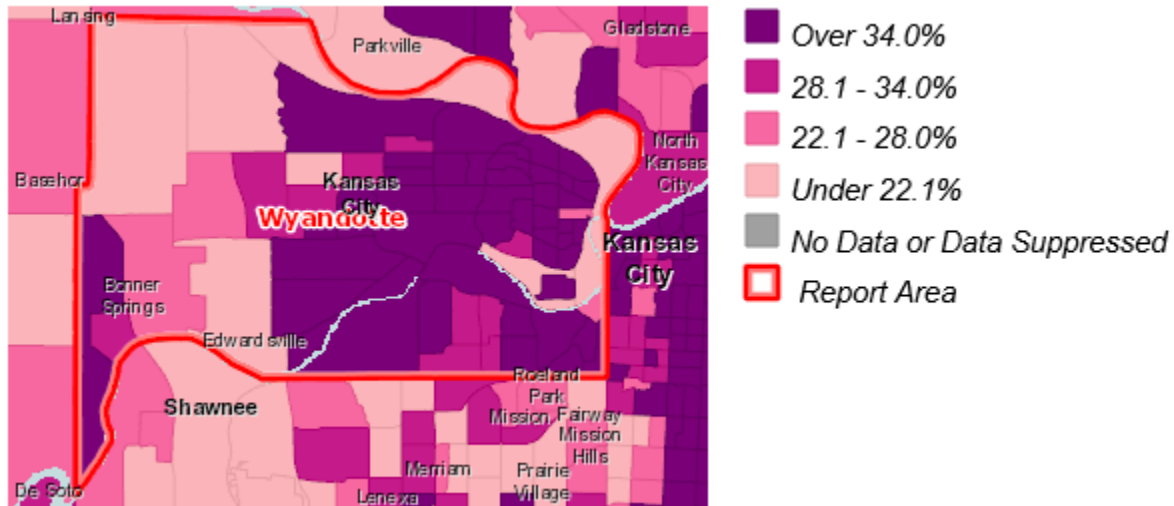 Lansing
Parkville
Gladstone
North
Kansas
City
Basehor
Kansas
City
Wyandotte
Kansas
City
Bonner
Springs
Edwardsville
Roeland
Park
Shawnee
Mission
Fairway
Mission
Hills
Merriam
Prairie
Village
De Soto
Lenexa
Over 34.0%
28.1 - 34.0%
22.1 - 28.0%
Under 22.1%
No Data or Data Suppressed
Report Area